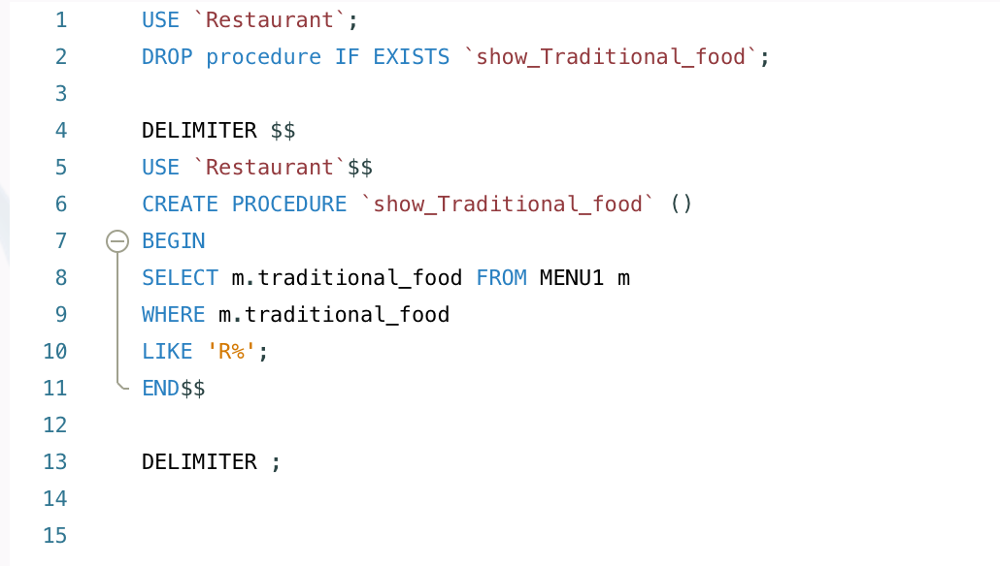 1 USE `Restaurant`;
2 DROP procedure IF EXISTS `show_Traditional_food`;
3
4 DELIMITER $$
5 USE `Restaurant`$$
6 CREATE PROCEDURE `show_Traditional_food` ()
7 BEGIN
8 SELECT m.traditional_food FROM MENU1 m
9 WHERE m.traditional_food
10 LIKE 'R%';
11 END$$
12
13 DELIMITER ;
14
15